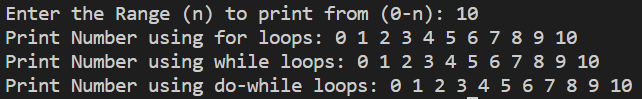 Enter the Range (n) to print from (0-n): 10
Print Number using for loops: 0 1 2 3 4 5 6 7 8 9 10
Print Number using while loops: 0 1 2 3 4 5 6 7 8 9 10
Print Number using do-while loops: 0 1 2 3 4 5 6 7 8 9 10